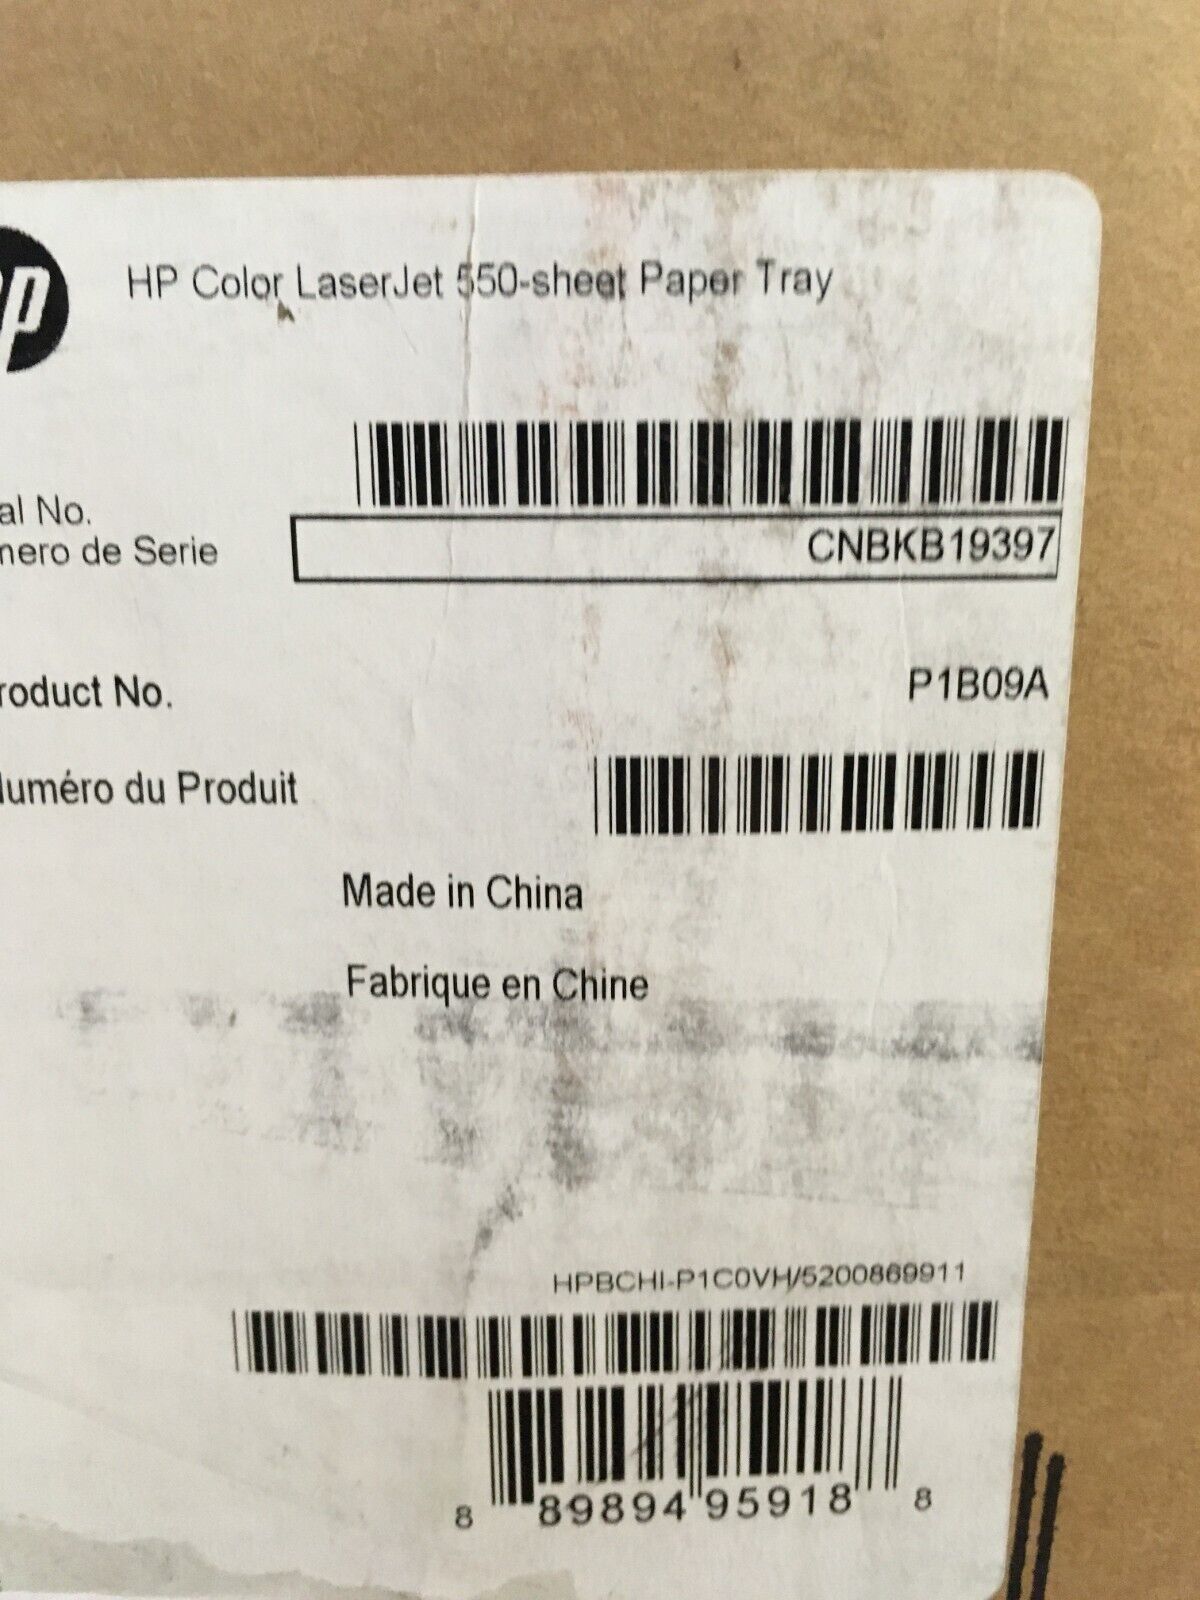 hp
HP Color LaserJet 550-sheet Paper Tray
al No.
mero de Serie
CNBKB19397
roduct No.
P1B09A
uméro du Produit
Made in China
Fabrique en Chine
HPBCHI-P1C0VH/5200869911
8 89894 95918 8